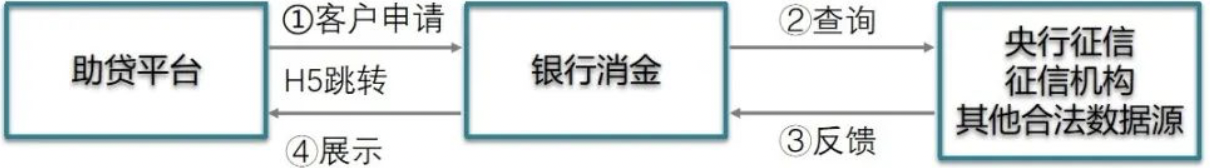 助贷平台
①客户申请
H5跳转
④展示
银行消金
②查询
③反馈
央行征信
征信机构
其他合法数据源